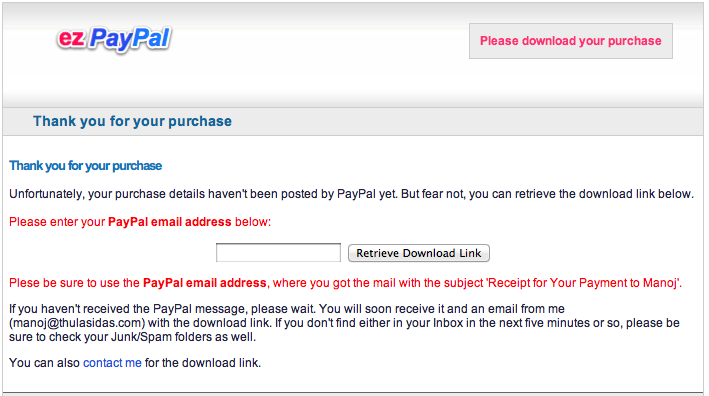 ez PayPal
Please download your purchase
Thank you for your purchase
Thank you for your purchase
Unfortunately, your purchase details haven't been posted by PayPal yet. But fear not, you can retrieve the download link below.
Please enter your PayPal email address below:
Retrieve Download Link
Plese be sure to use the PayPal email address, where you got the mail with the subject 'Receipt for Your Payment to Manoj'.
If you haven't received the PayPal message, please wait. You will soon receive it and an email from me
(manoj@thulasidas.com) with the download link. If you don't find either in your Inbox in the next five minutes or so, please be
sure to check your Junk/Spam folders as well.
You can also contact me for the download link.